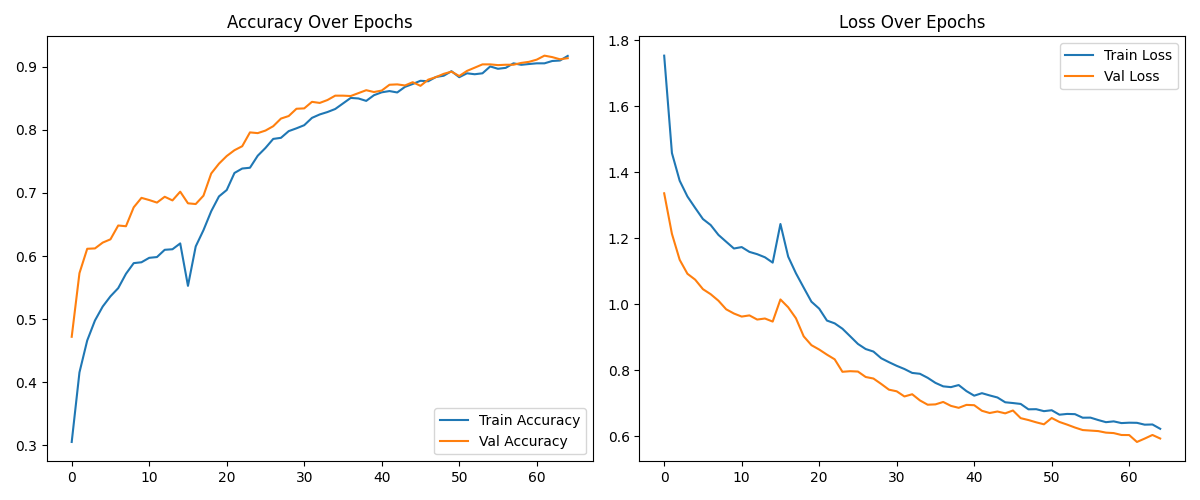 Accuracy Over Epochs
0.9
0.8
0.7
0.6
0.5
0.4
0.3
0 10 20 30 40 50 60
Train Accuracy
Val Accuracy
Loss Over Epochs
1.8
1.6
1.4
1.2
1.0
0.8
0.6
0 10 20 30 40 50 60
Train Loss
Val Loss